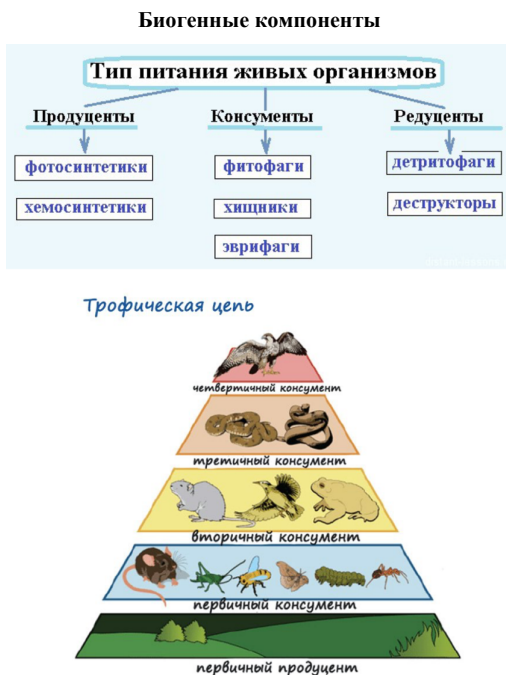 Биогенные компоненты
Тип питания живых организмов
Продуценты Консументы Редуценты
фотосинтетики фитофаги детритофаги
хемосинтетики хищники деструкторы
эврифаги
Трофическая цепь
четвертичный консумент
третичный консумент
вторичный консумент
первичный консумент
первичный продуцент